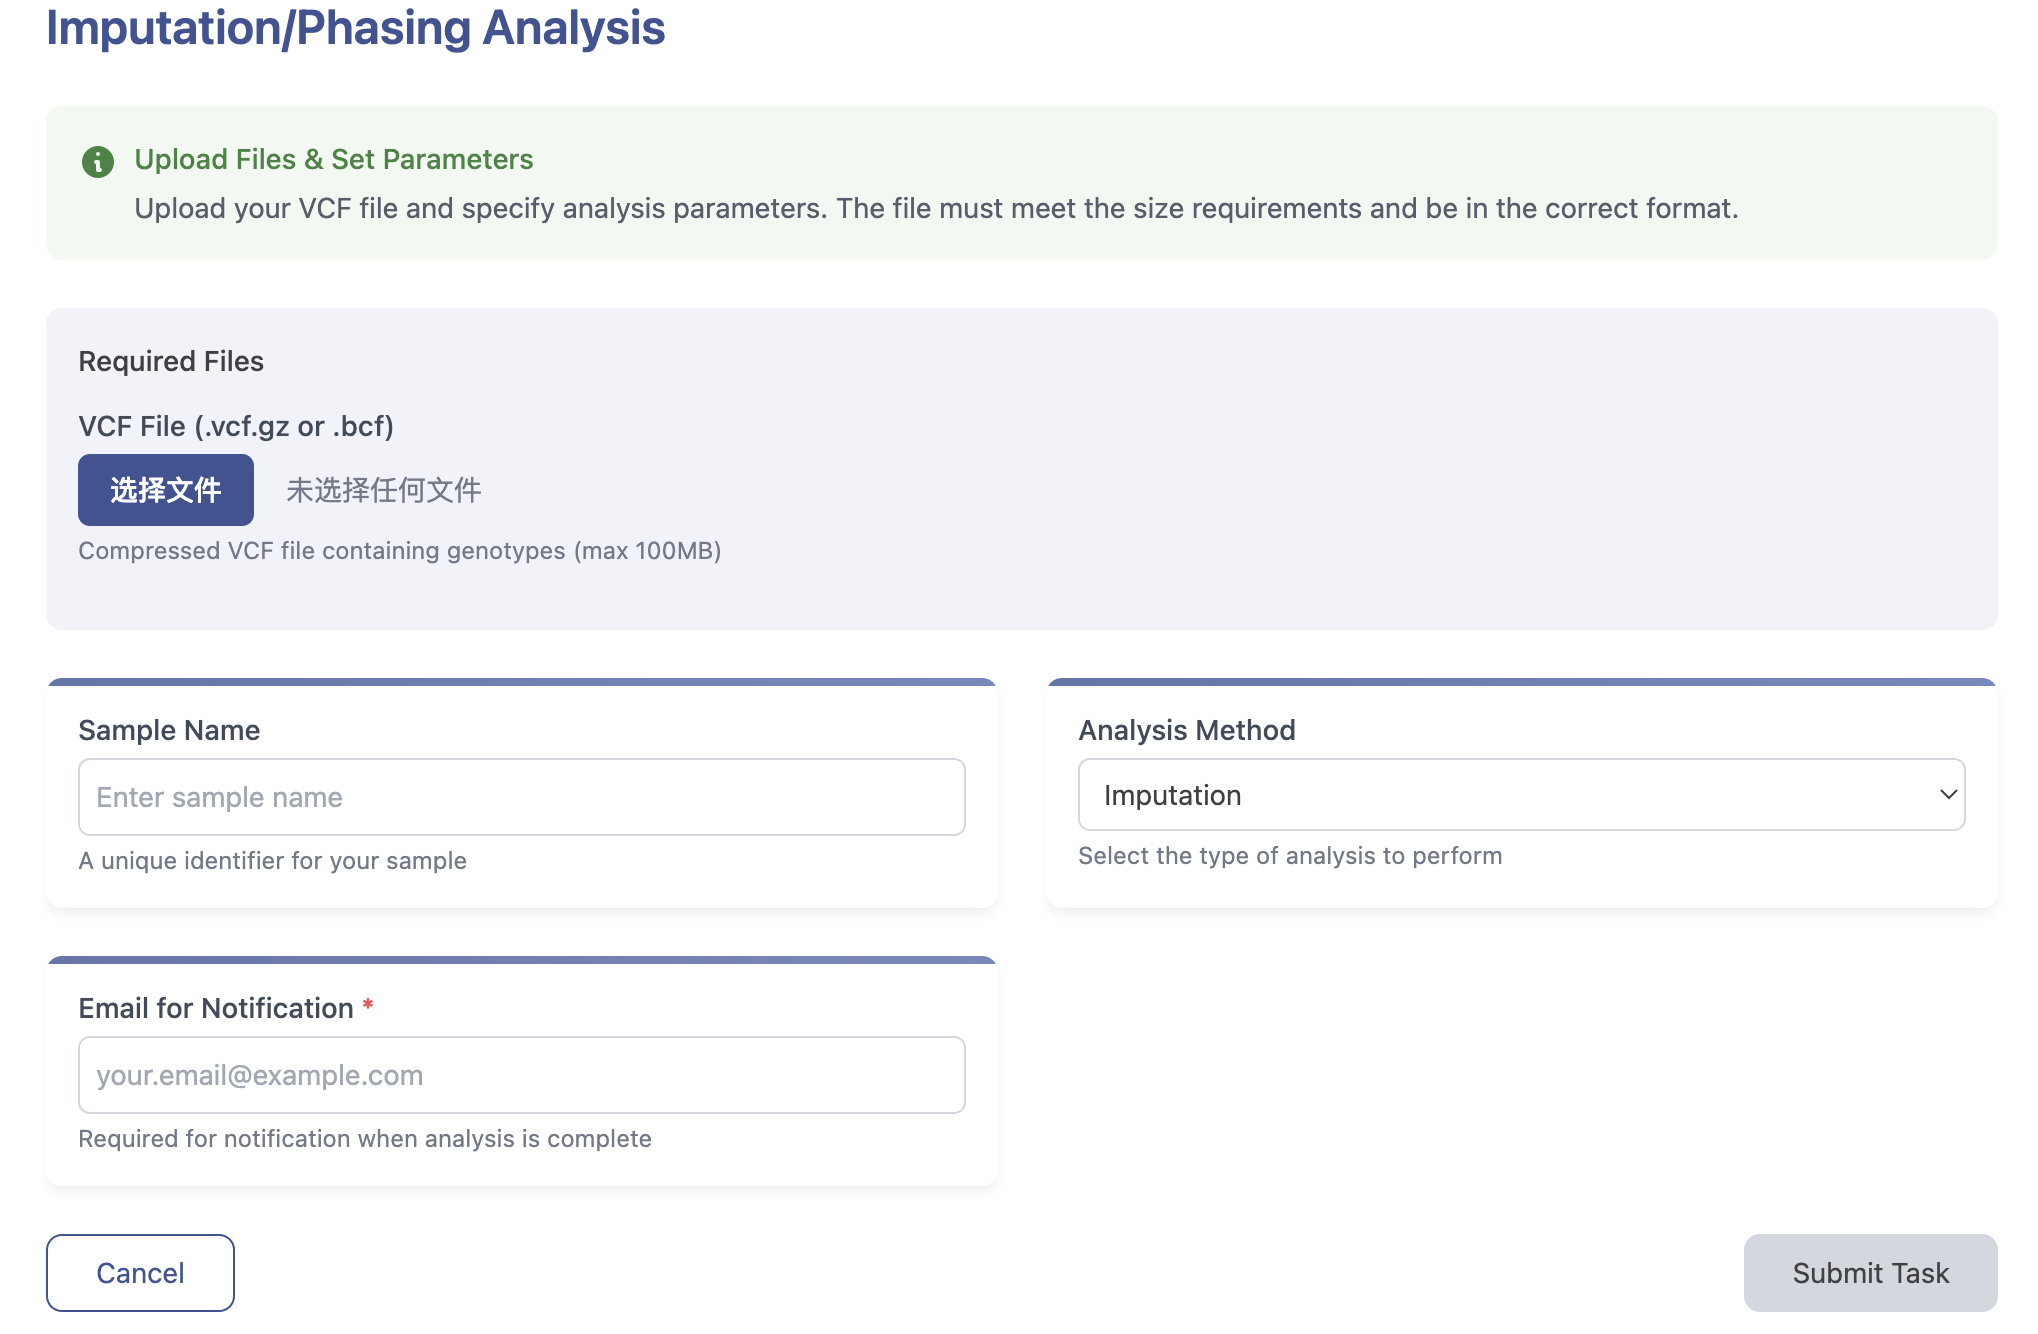 Imputation/Phasing Analysis
Upload Files & Set Parameters
Upload your VCF file and specify analysis parameters. The file must meet the size requirements and be in the correct format.
Required Files
VCF File (.vcf.gz or .bcf)
选择文件 未选择任何文件
Compressed VCF file containing genotypes (max 100MB)
Sample Name
Enter sample name
A unique identifier for your sample
Analysis Method
Imputation
Select the type of analysis to perform
Email for Notification *
your.email@example.com
Required for notification when analysis is complete
Cancel
Submit Task